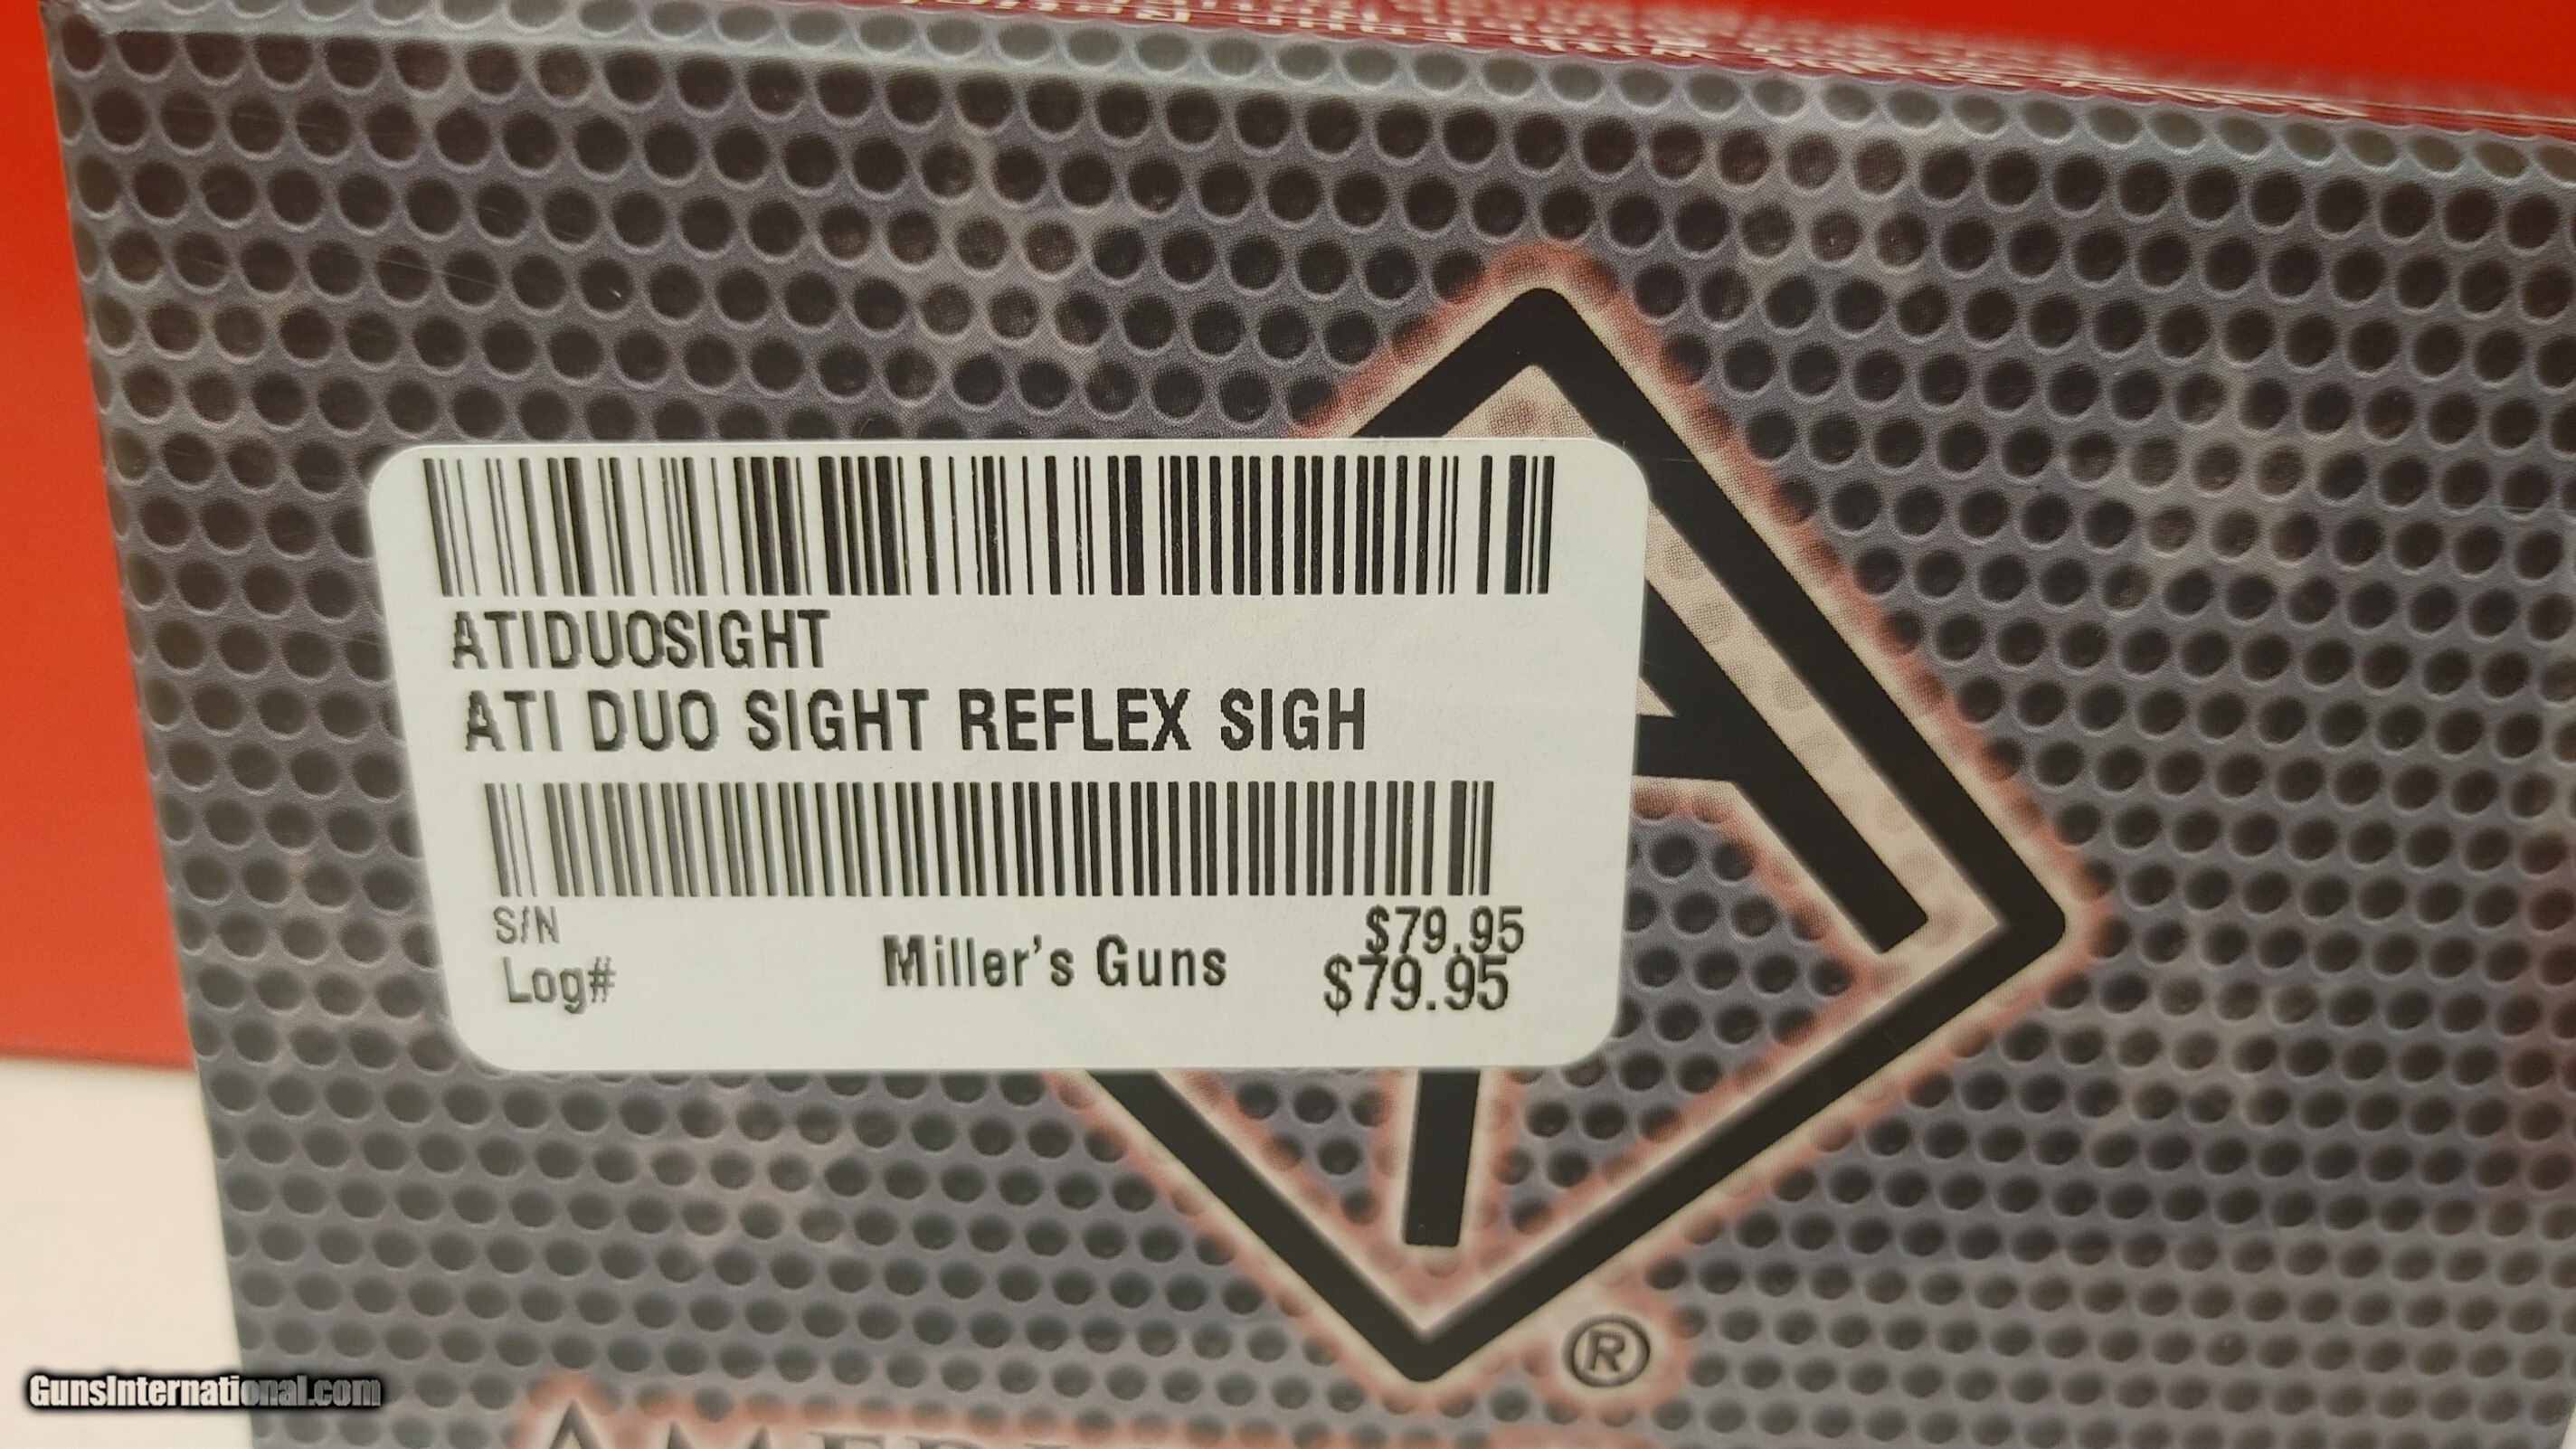 ATIDUOSIGHT
ATI DUO SIGHT REFLEX SIGH
S/N
$79.95
Log#
Miller's Guns
$79.95
®
GunsInternational.com